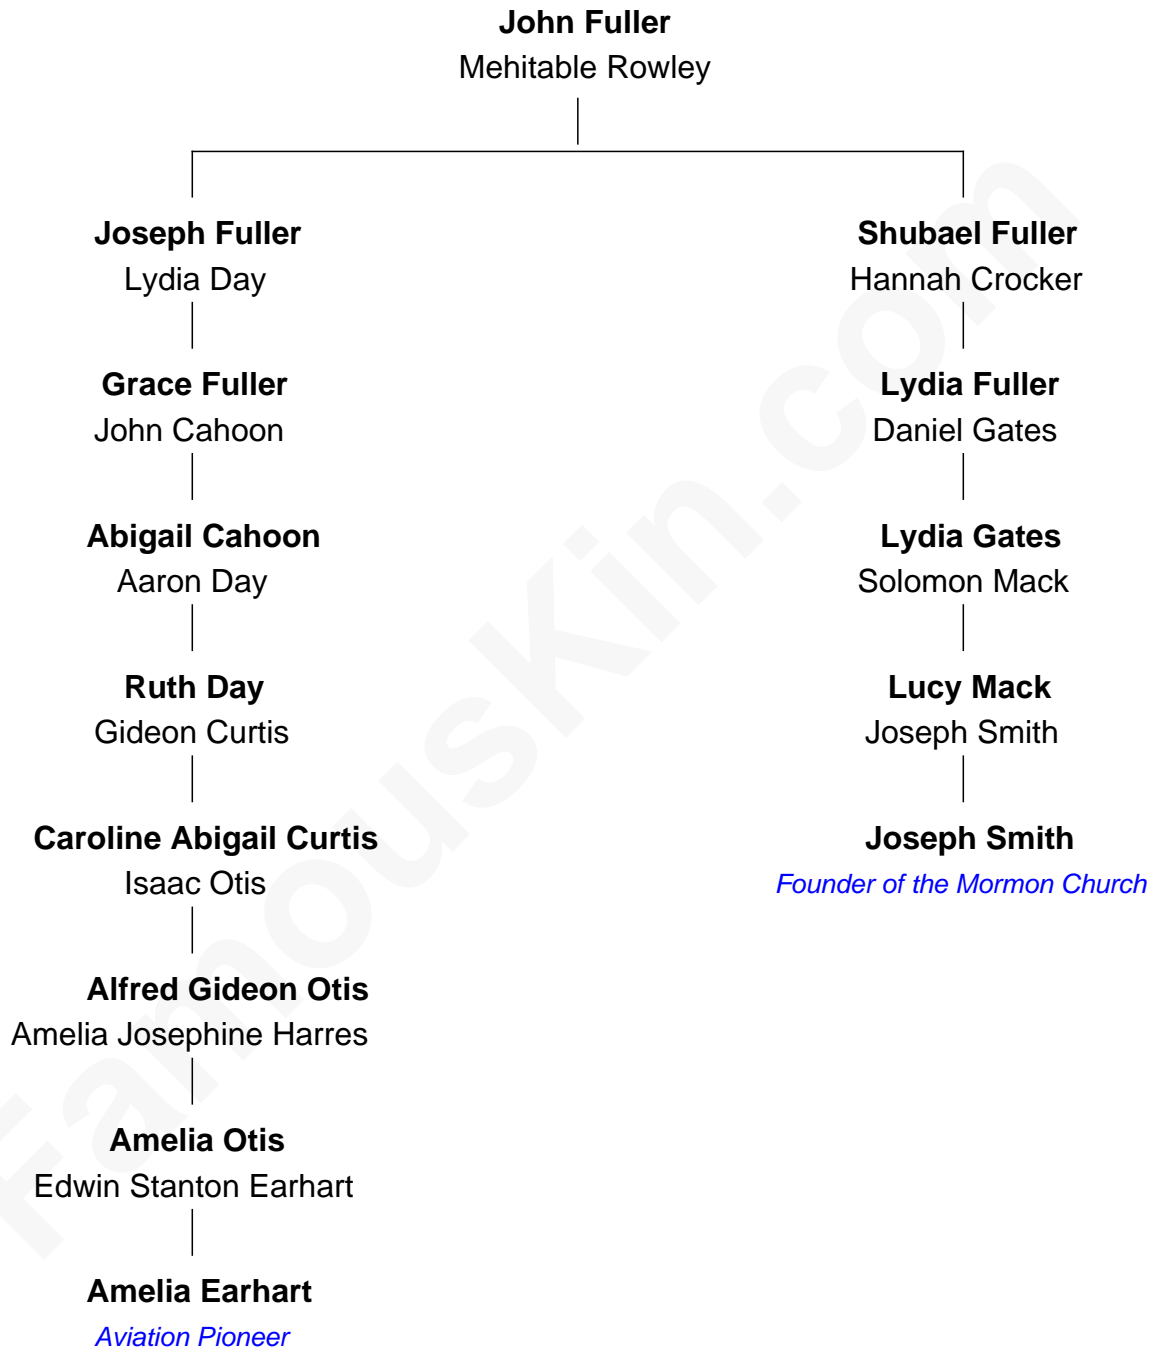 John Fuller
Mehitable Rowley
Joseph Fuller
Lydia Day
Grace Fuller
John Cahoon
Abigail Cahoon
Aaron Day
Ruth Day
Gideon Curtis
Caroline Abigail Curtis
Isaac Otis
Alfred Gideon Otis
Amelia Josephine Harres
Amelia Otis
Edwin Stanton Earhart
Amelia Earhart
Aviation Pioneer
Shubael Fuller
Hannah Crocker
Lydia Fuller
Daniel Gates
Lydia Gates
Solomon Mack
Lucy Mack
Joseph Smith
Joseph Smith
Founder of the Mormon Church
FamousKin.com